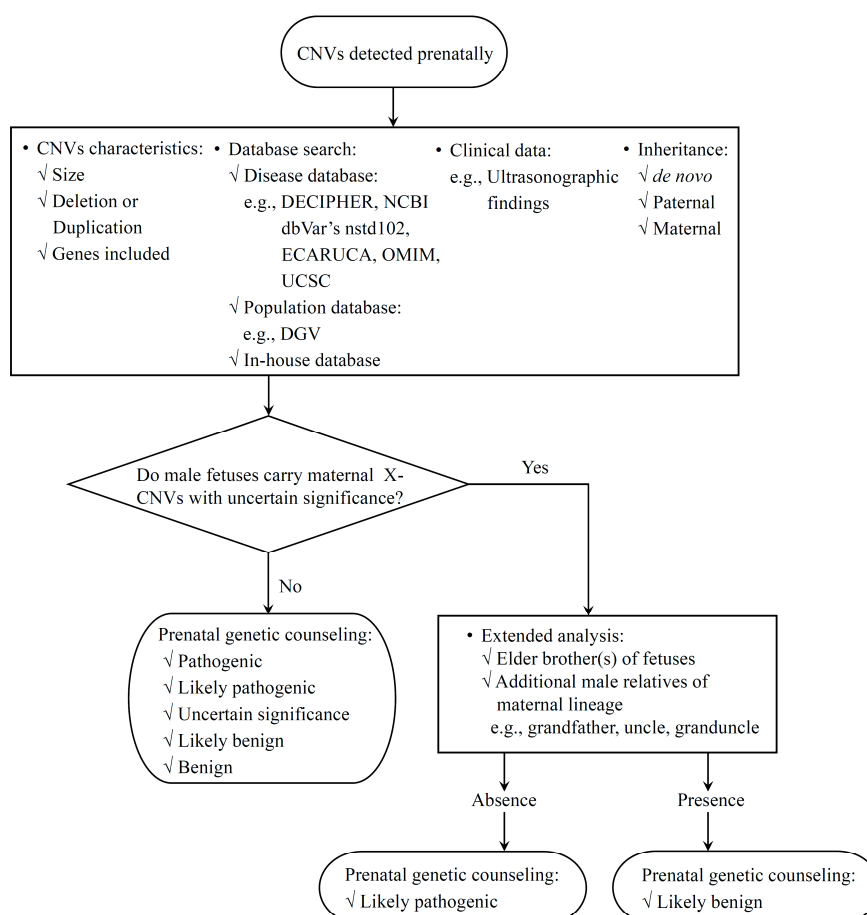 CNVs detected prenatally
• CNVs characteristics:
√ Size
√ Deletion or
Duplication
√ Genes included
• Database search:
√ Disease database:
e.g., DECIPHER, NCBI
dbVar's nstd102,
ECARUCA, OMIM,
UCSC
√ Population database:
e.g., DGV
√ In-house database
• Clinical data:
e.g., Ultrasonographic
findings
• Inheritance:
√ de novo
√ Paternal
√ Maternal
Do male fetuses carry maternal X-
CNVs with uncertain significance?
Yes
No
Prenatal genetic counseling:
√ Pathogenic
√ Likely pathogenic
√ Uncertain significance
√ Likely benign
√ Benign
• Extended analysis:
√ Elder brother(s) of fetuses
√ Additional male relatives of
maternal lineage
e.g., grandfather, uncle, granduncle
Absence
Presence
Prenatal genetic counseling:
√ Likely pathogenic
Prenatal genetic counseling:
√ Likely benign